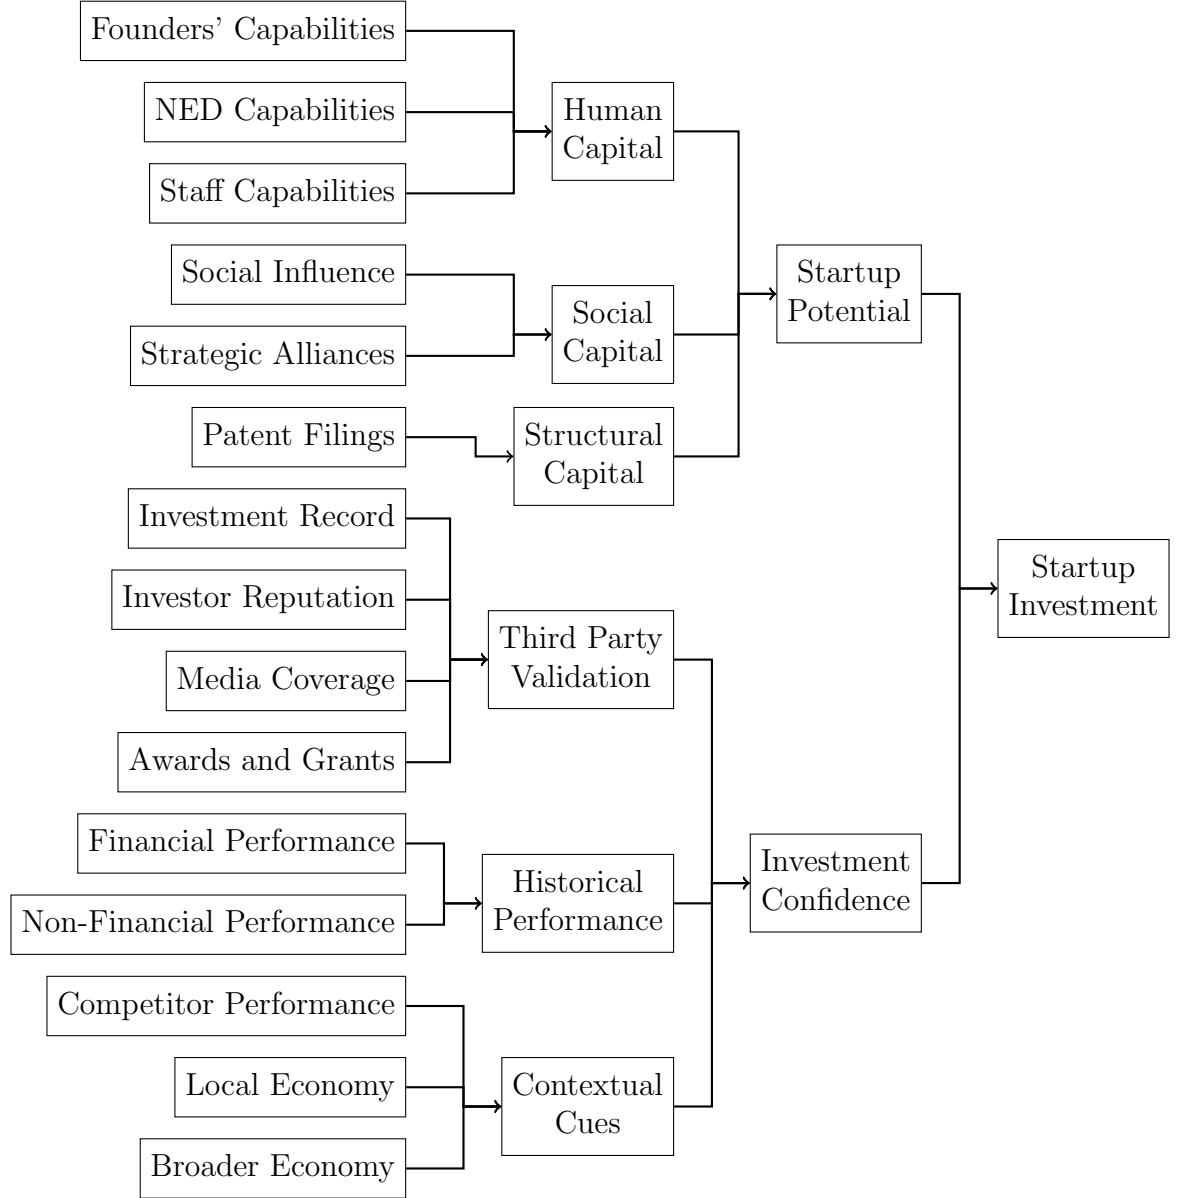 Founders’ Capabilities
NED Capabilities
Staff Capabilities
Social Influence
Strategic Alliances
Patent Filings
Investment Record
Investor Reputation
Media Coverage
Awards and Grants
Financial Performance
Non-Financial Performance
Competitor Performance
Local Economy
Broader Economy
Human
Capital
Social
Capital
Structural
Capital
Third Party
Validation
Historical
Performance
Contextual
Cues
Startup
Potential
Investment
Confidence
Startup
Investment